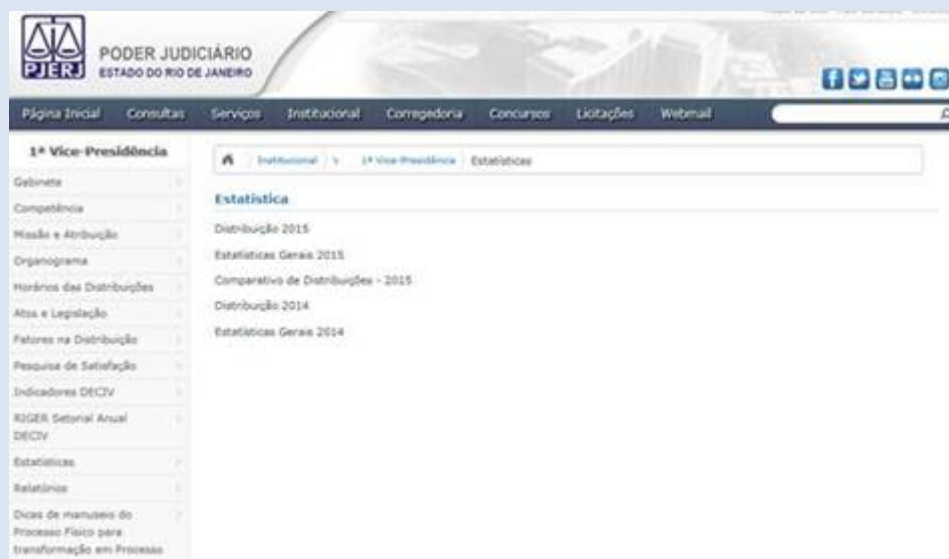 PODER JUDICIÁRIO
PJERJ
ESTADO DO RIO DE JANEIRO
Página Inicial Consultas Serviços Institucional Corregedoria Concursos Licitações Webmail
1ª Vice-Presidência
Institucional 1ª Vice-Presidência Estatísticas
Gabinete
Competência
Missão e Atribuição
Organograma
Horários das Distribuições
Atos e Legislação
Fatores na Distribuição
Pesquisa de Satisfação
Indicadores DECIV
RIGER Setorial Anual
DECIV
Estatísticas
Relatórios
Dicas de manuseio do
Processo Físico para
transformação em Processo
Estatística
Distribuição 2015
Estatísticas Gerais 2015
Comparativo de Distribuições - 2015
Distribuição 2014
Estatísticas Gerais 2014